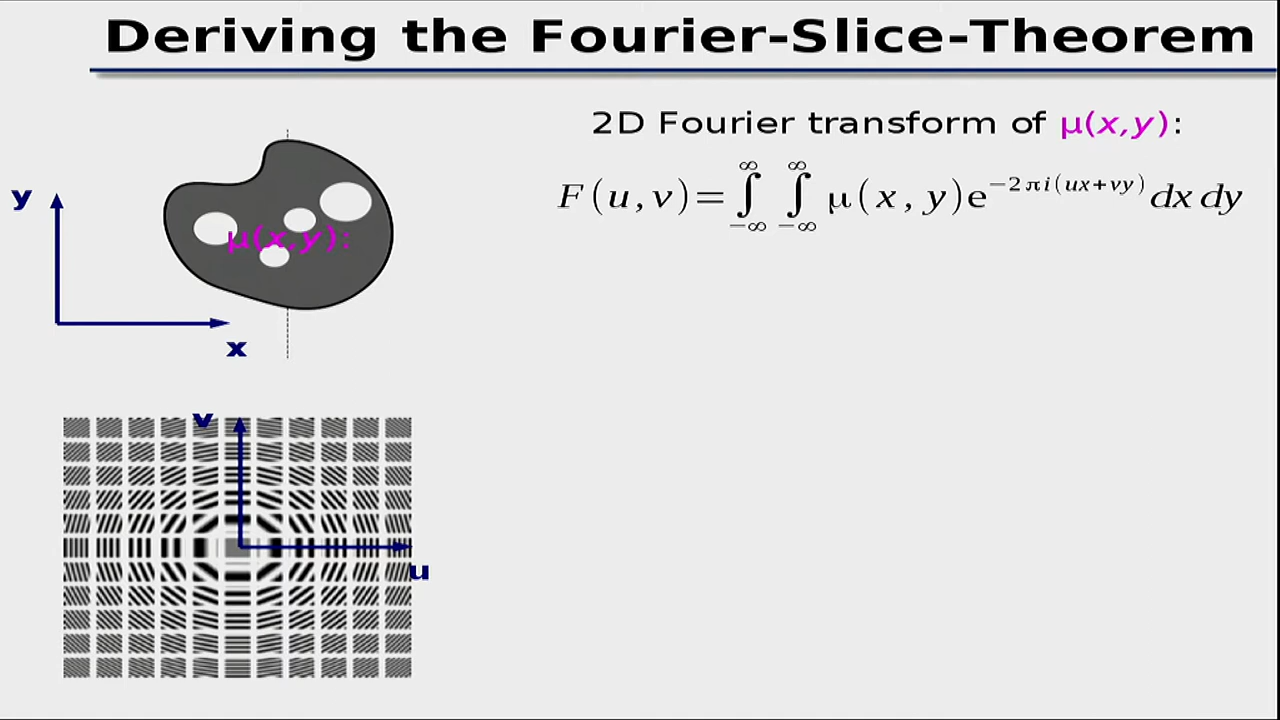 Deriving the Fourier-Slice-Theorem
2D Fourier transform of μ(x,y):
F(u,v)=∫_{-∞}^{∞} ∫_{-∞}^{∞} μ(x,y)e^{-2πi(ux+vy)}dx dy
y
μ(x,y):
x
v
u